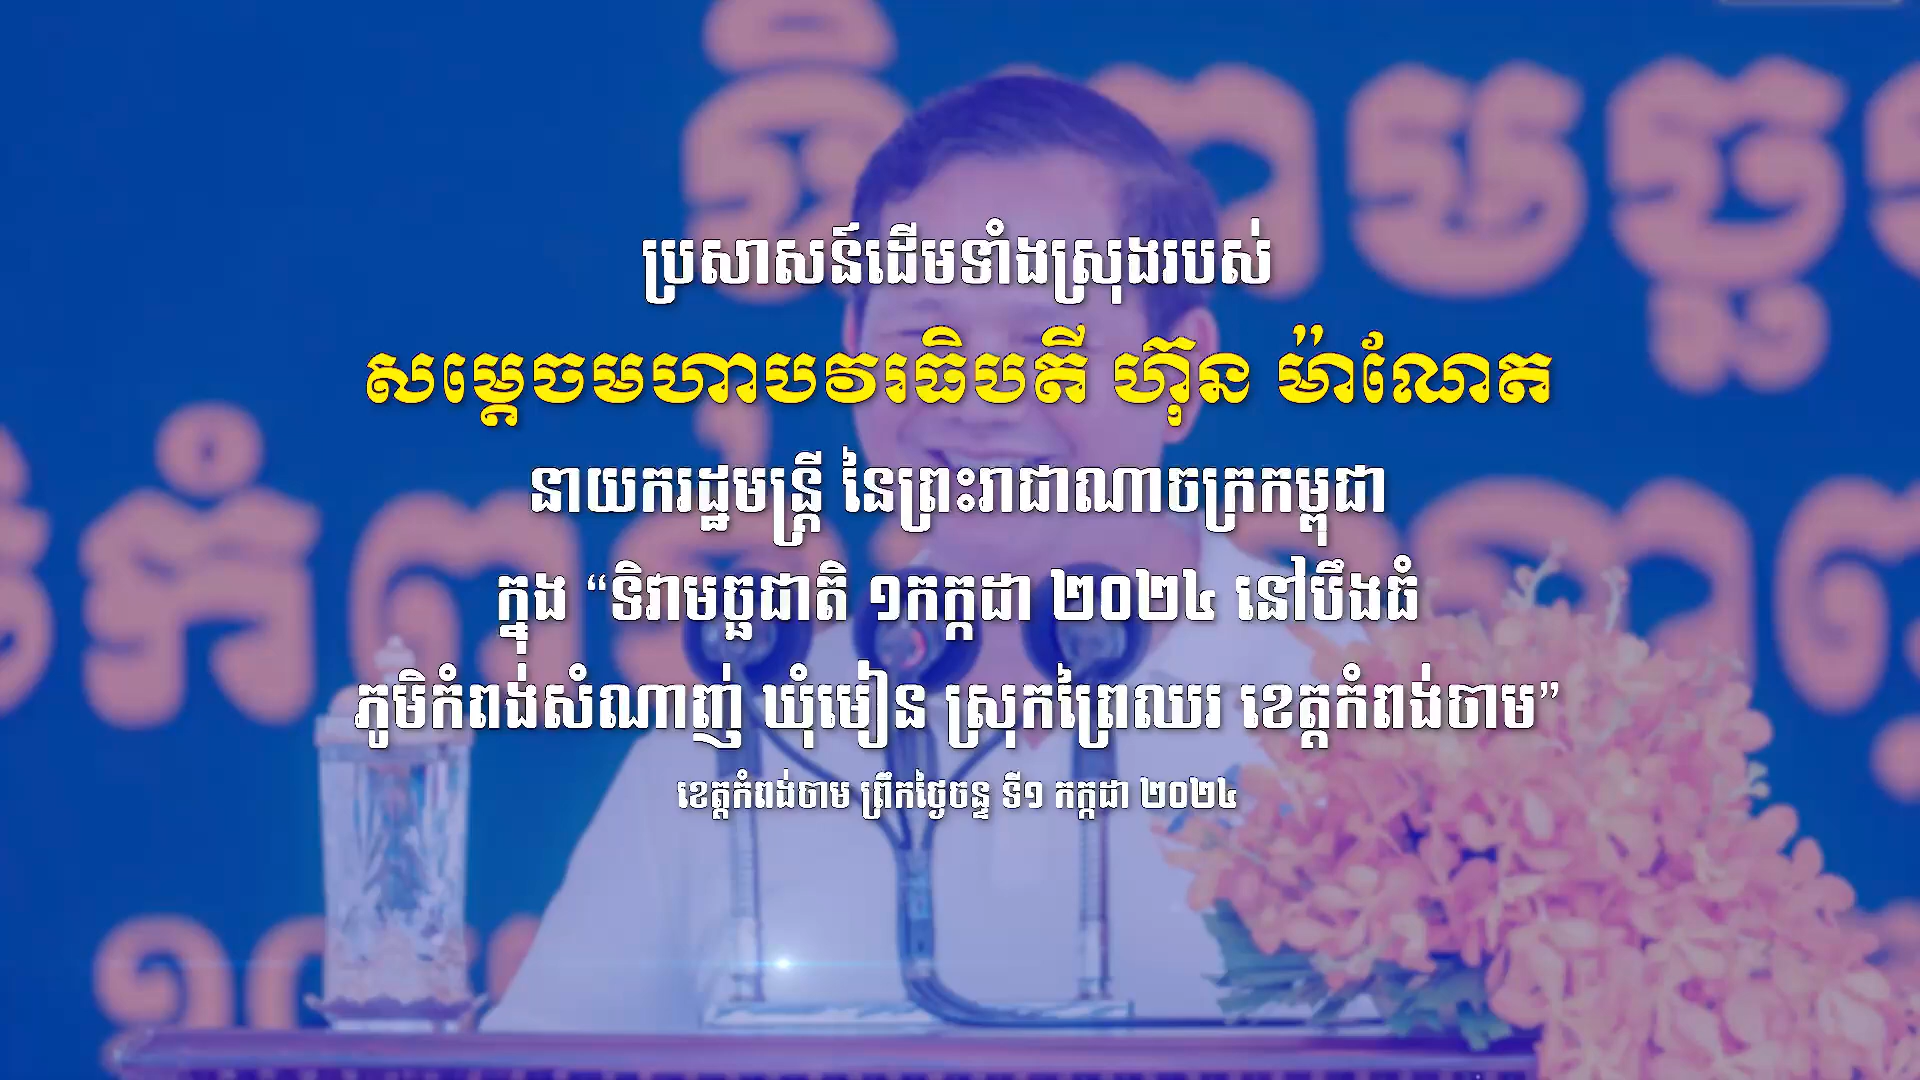 ប្រសាសន៍ដើមទាំងស្រុងរបស់
សម្តេចមហាបវរធិបតី ហ៊ុន ម៉ាណែត
នាយករដ្ឋមន្ត្រី នៃព្រះរាជាណាចក្រកម្ពុជា
ក្នុង “ទិវាមច្ឆជាតិ ១កក្កដា ២០២៤ នៅបឹងធំ
ភូមិកំពង់សំណាញ់ ឃុំមៀន ស្រុកព្រៃឈរ ខេត្តកំពង់ចាម”
ខេត្តកំពង់ចាម ព្រឹកថ្ងៃចន្ទ ទី១ កក្កដា ២០២៤